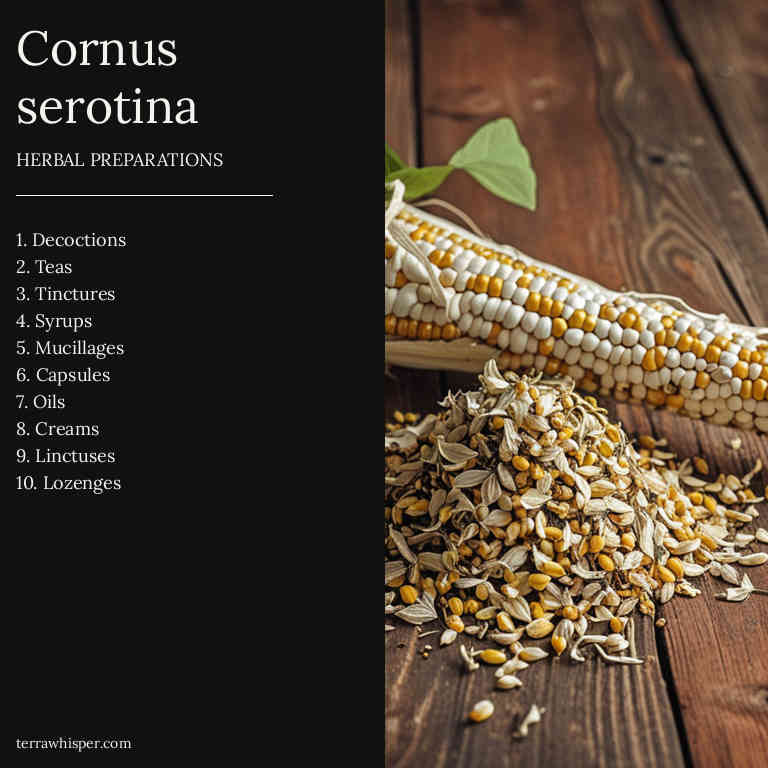 Cornus
serotina
HERBAL PREPARATIONS
1. Decoctions
2. Teas
3. Tinctures
4. Syrups
5. Mucillages
6. Capsules
7. Oils
8. Creams
9. Linctuses
10. Lozenges
terrawhisper.com